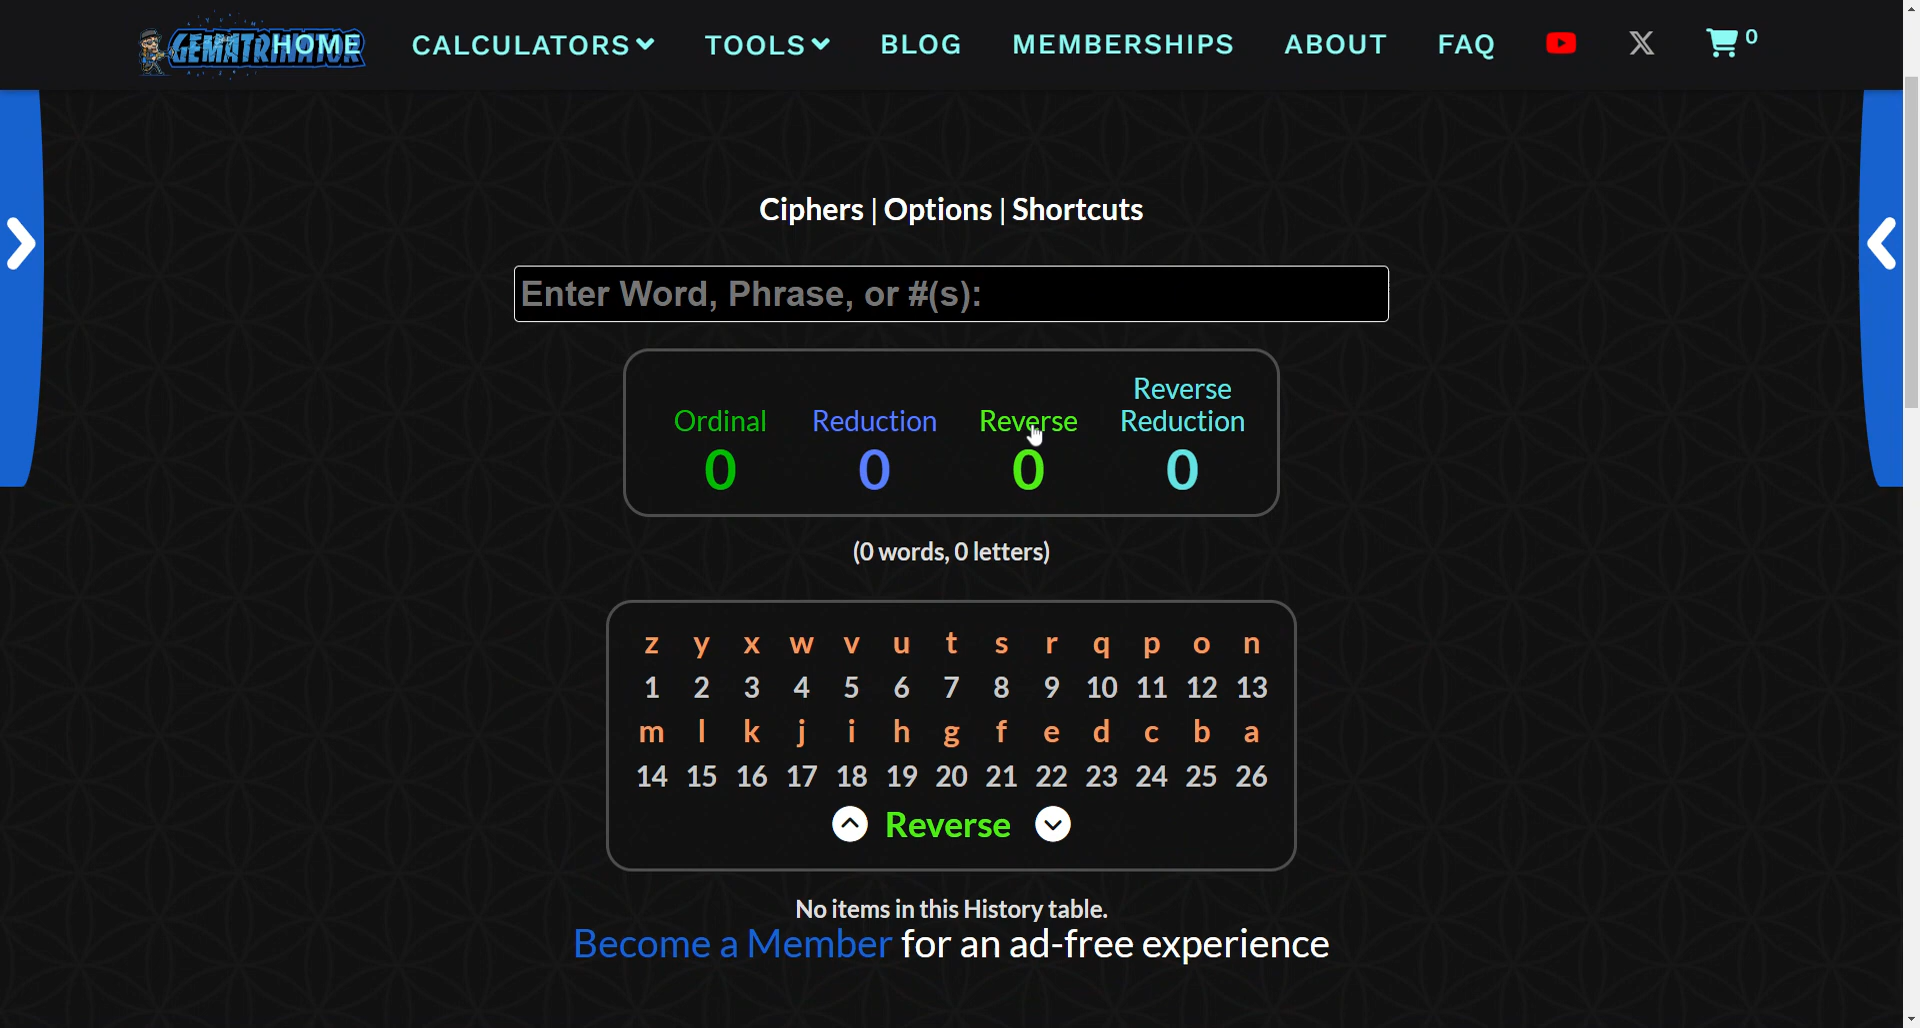 GEMATRINATOR HOME CALCULATORS TOOLS BLOG MEMBERSHIPS ABOUT FAQ X 0
Ciphers | Options | Shortcuts
Enter Word, Phrase, or #(s):
Ordinal Reduction Reverse Reverse Reduction
0 0 0 0
(0 words, 0 letters)
z y x w v u t s r q p o n
1 2 3 4 5 6 7 8 9 10 11 12 13
m l k j i h g f e d c b a
14 15 16 17 18 19 20 21 22 23 24 25 26
Reverse
No items in this History table.
Become a Member for an ad-free experience